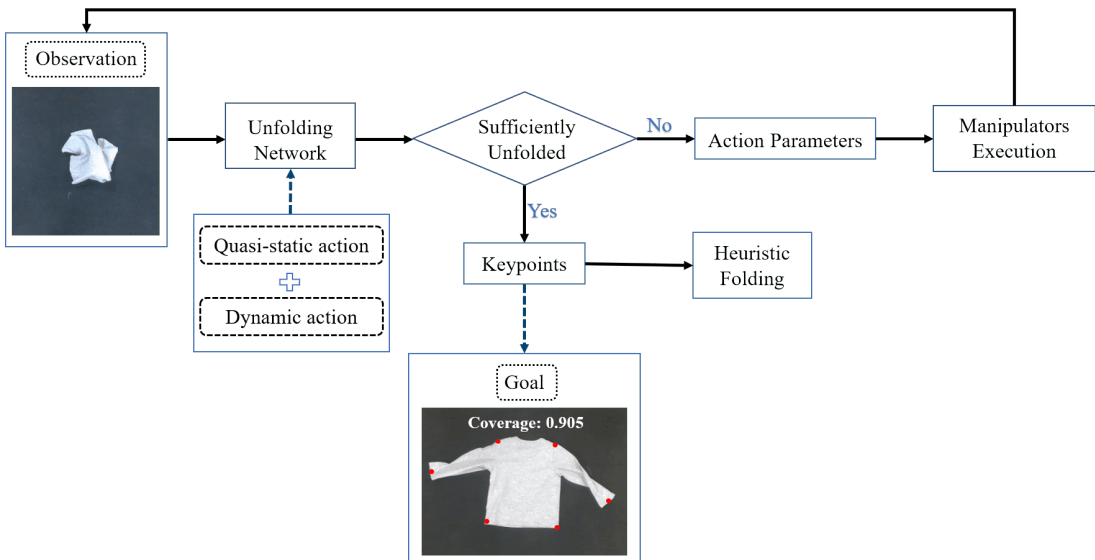 Observation
Unfolding
Network
Sufficiently
Unfolded
No
Action Parameters
Manipulators
Execution
Yes
Quasi-static action
Dynamic action
Keypoints
Heuristic
Folding
Goal
Coverage: 0.905